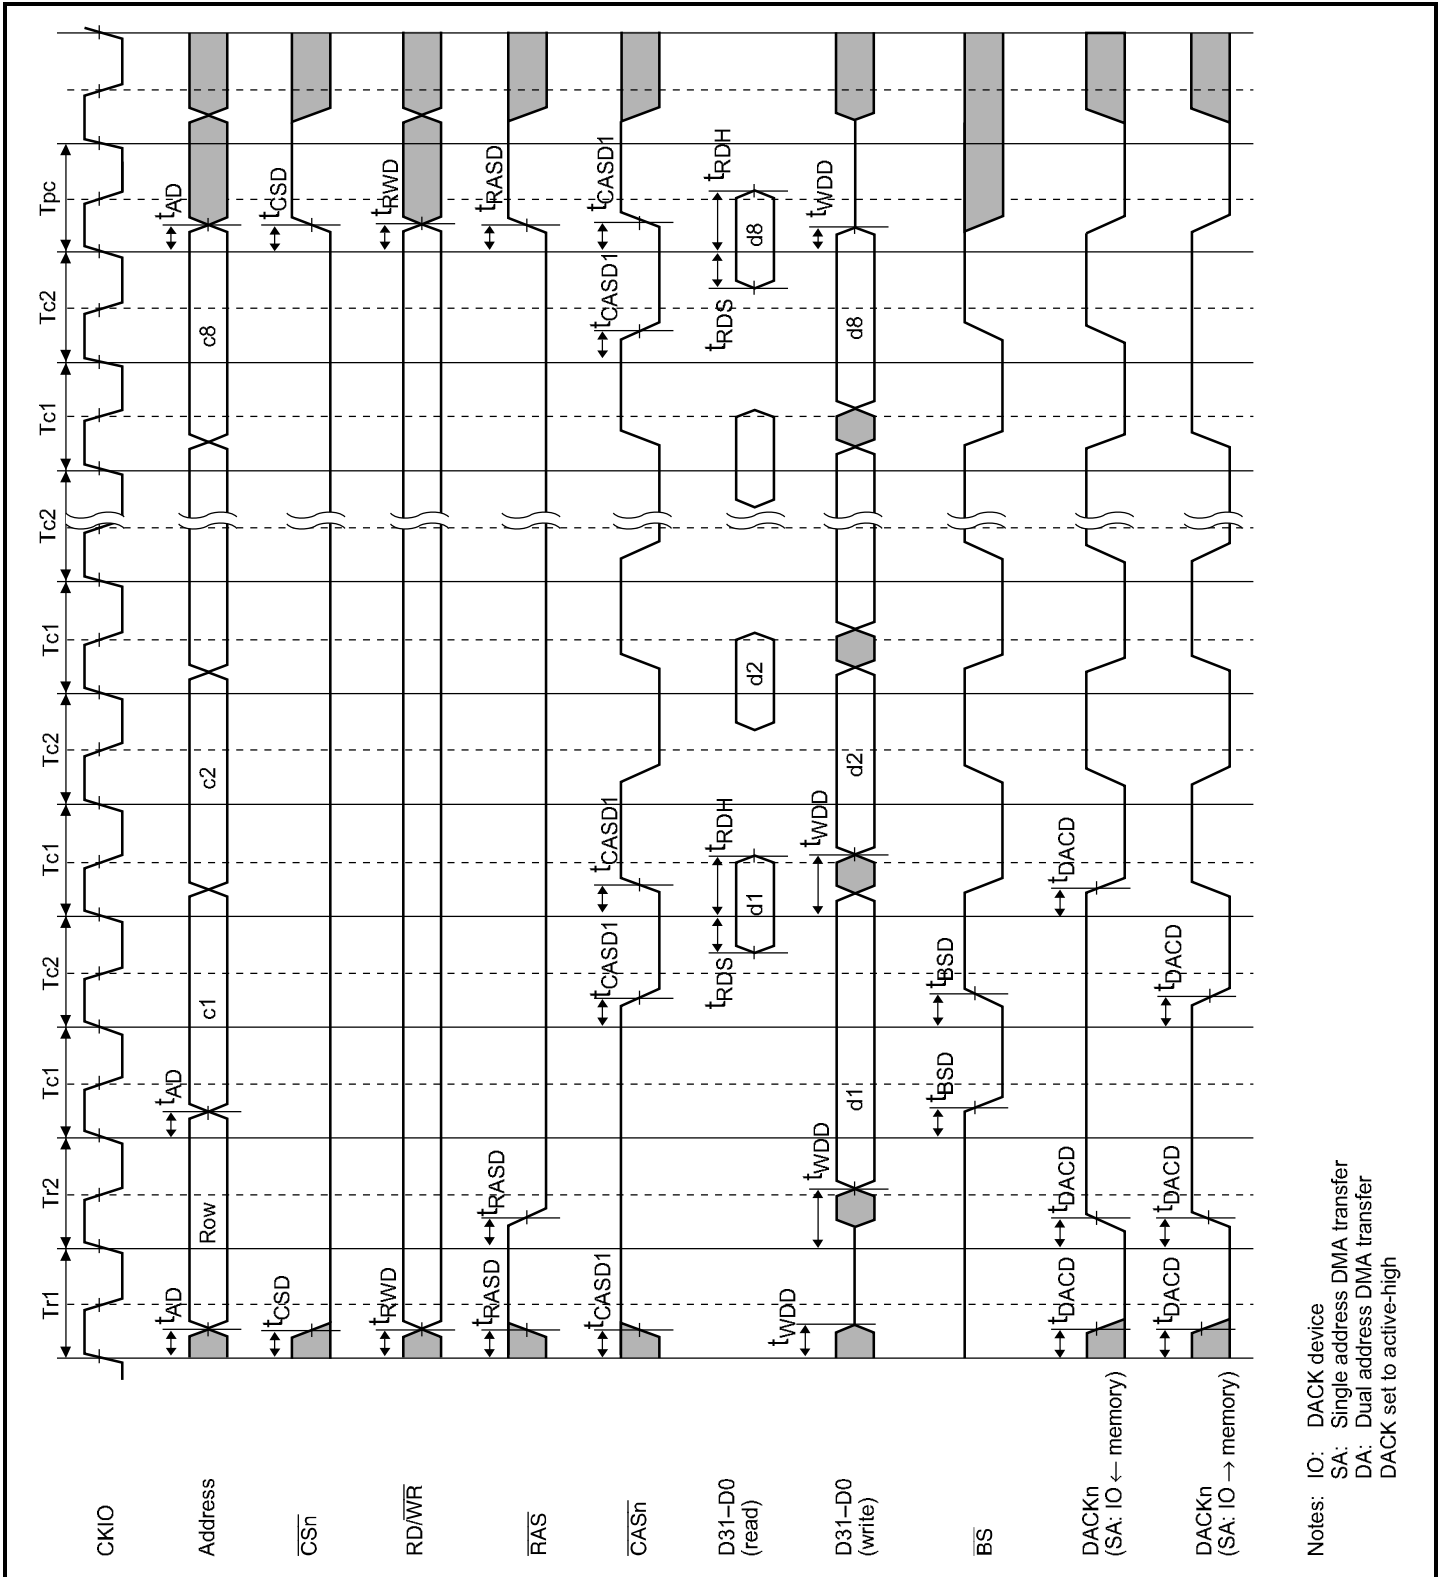 Tr1 Tr2 Tc1 Tc2 Tc1 Tc2 Tc1 Tc2 Tc1 Tc2 Tpc
CKIO
Address
tAD Row tAD c1 c2 c8 tAD
CSn
tCSD tCSD
RD/WR
tRWD tRWD
RAS
tRASD tRASD tRASD
CASn
tCASD1 tCASD1 tCASD1 tCASD1 tCASD1
D31–D0
(read)
tRDS d1 tRDH d2 tRDS d8 tRDH
D31–D0
(write)
tWDD tWDD d1 tWDD d2 d8 tWDD
BS
tBSD tBSD
DACKn
(SA: IO ← memory)
tDACD tDACD tDACD
DACKn
(SA: IO → memory)
tDACD tDACD tDACD
Notes: IO: DACK device
SA: Single address DMA transfer
DA: Dual address DMA transfer
DACK set to active-high